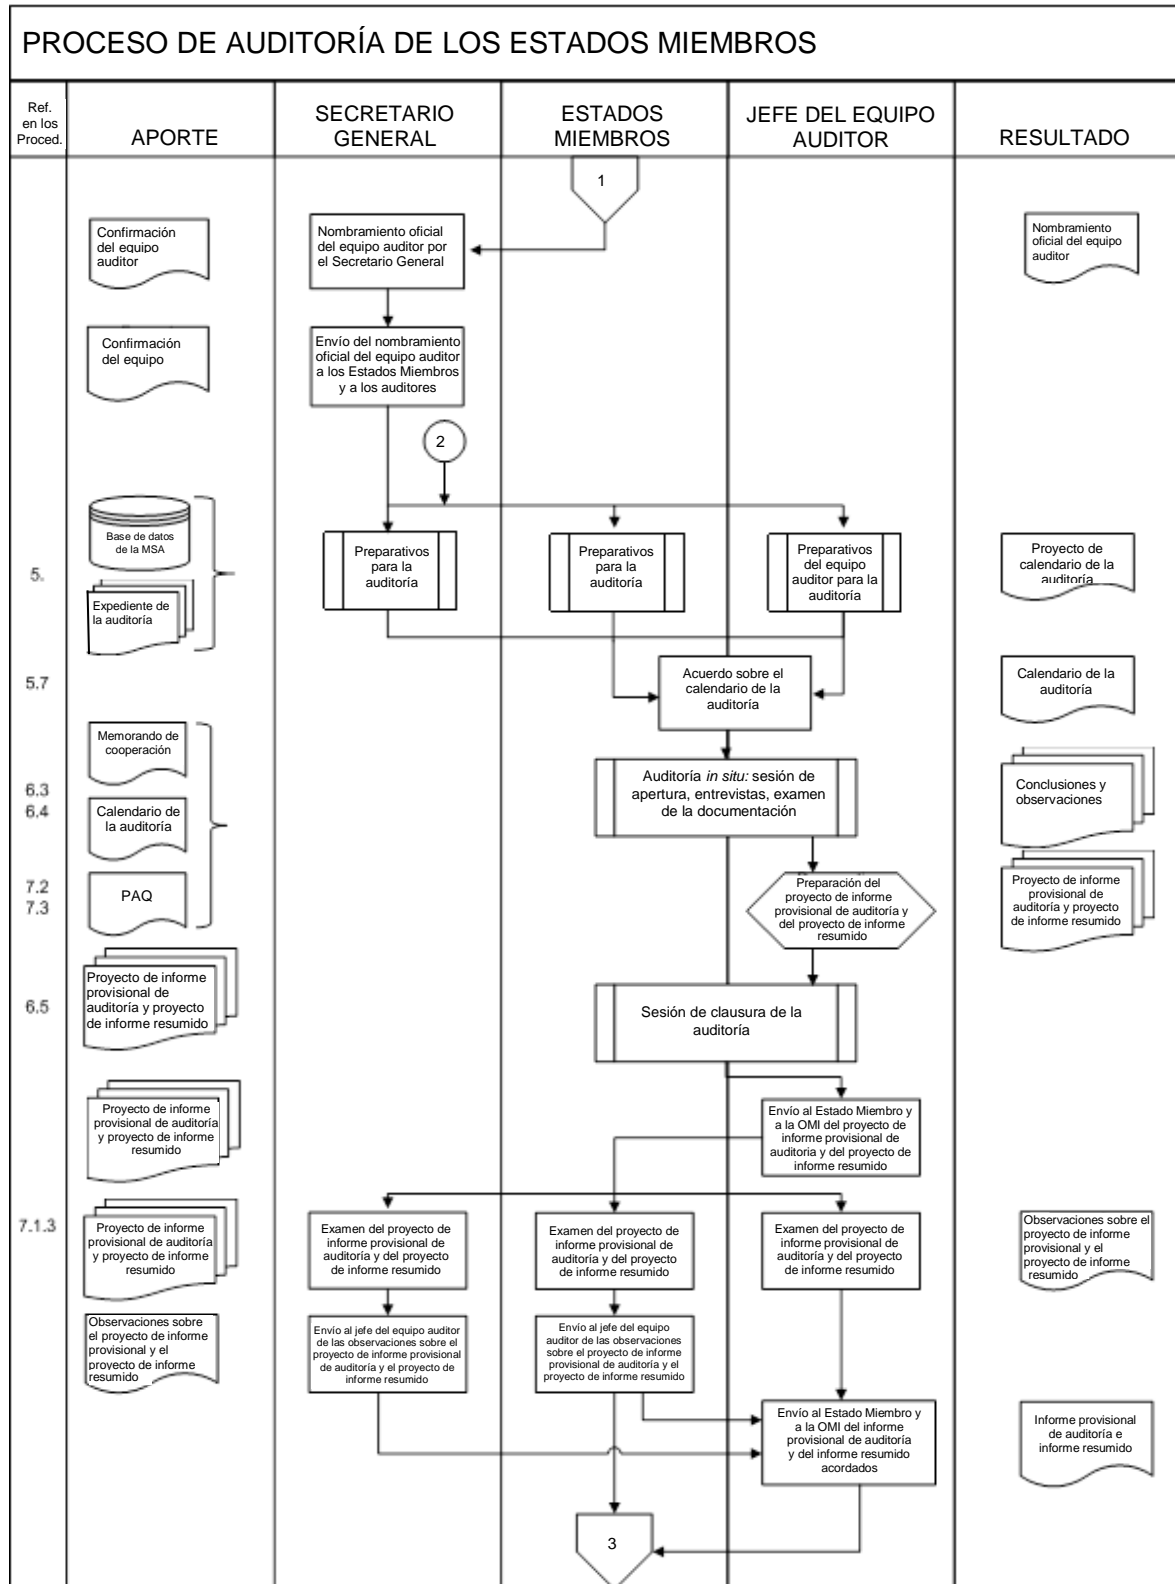 PROCESO DE AUDITORÍA DE LOS ESTADOS MIEMBROS
Ref.
en los
Proced.
APORTE
SECRETARIO
GENERAL
ESTADOS
MIEMBROS
JEFE DEL EQUIPO
AUDITOR
RESULTADO
1
Confirmación
del equipo
auditor
Nombramiento oficial
del equipo auditor por
el Secretario General
Nombramiento
oficial del equipo
auditor
Confirmación
del equipo
Envío del nombramiento
oficial del equipo auditor
a los Estados Miembros
y a los auditores
2
5.
Base de datos
de la MSA
Expediente de
la auditoría
Preparativos
para la
auditoría
Preparativos
para la
auditoría
Preparativos
del equipo
auditor para la
auditoría
Proyecto de
calendario de la
auditoría
5.7
Acuerdo sobre el
calendario de la
auditoría
Calendario de la
auditoría
Memorando de
cooperación
6.3
6.4
Calendario de
la auditoría
Auditoría in situ: sesión de
apertura, entrevistas, examen
de la documentación
Conclusiones y
observaciones
7.2
7.3
PAQ
Preparación del
proyecto de informe
provisional de auditoría y
del proyecto de informe
resumido
Proyecto de informe
provisional de
auditoría y proyecto
de informe resumido
6.5
Proyecto de informe
provisional de
auditoría y proyecto
de informe resumido
Sesión de clausura de la
auditoría
Proyecto de informe
provisional de auditoría
y proyecto de informe
resumido
Envío al Estado Miembro y
a la OMI del proyecto de
informe provisional de
auditoria y del proyecto de
informe resumido
7.1.3
Proyecto de informe
provisional de auditoría
y proyecto de informe
resumido
Examen del proyecto de
informe provisional de
auditoría y del proyecto
de informe resumido
Examen del proyecto de
informe provisional de
auditoría y del proyecto
de informe resumido
Examen del proyecto de
informe provisional de
auditoría y del proyecto
de informe resumido
Observaciones sobre el
proyecto de informe
provisional y el
proyecto de informe
resumido
Observaciones sobre
el proyecto de informe
provisional y el
proyecto de informe
resumido
Envío al jefe del equipo auditor
de las observaciones sobre el
proyecto de informe provisional
de auditoría y el proyecto de
informe resumido
Envío al jefe del equipo
auditor de las observaciones
sobre el proyecto de informe
provisional de auditoría y el
proyecto de informe resumido
Envío al Estado Miembro y
a la OMI del informe
provisional de auditoría
y del informe resumido
acordados
Informe provisional
de auditoría e
informe resumido
3